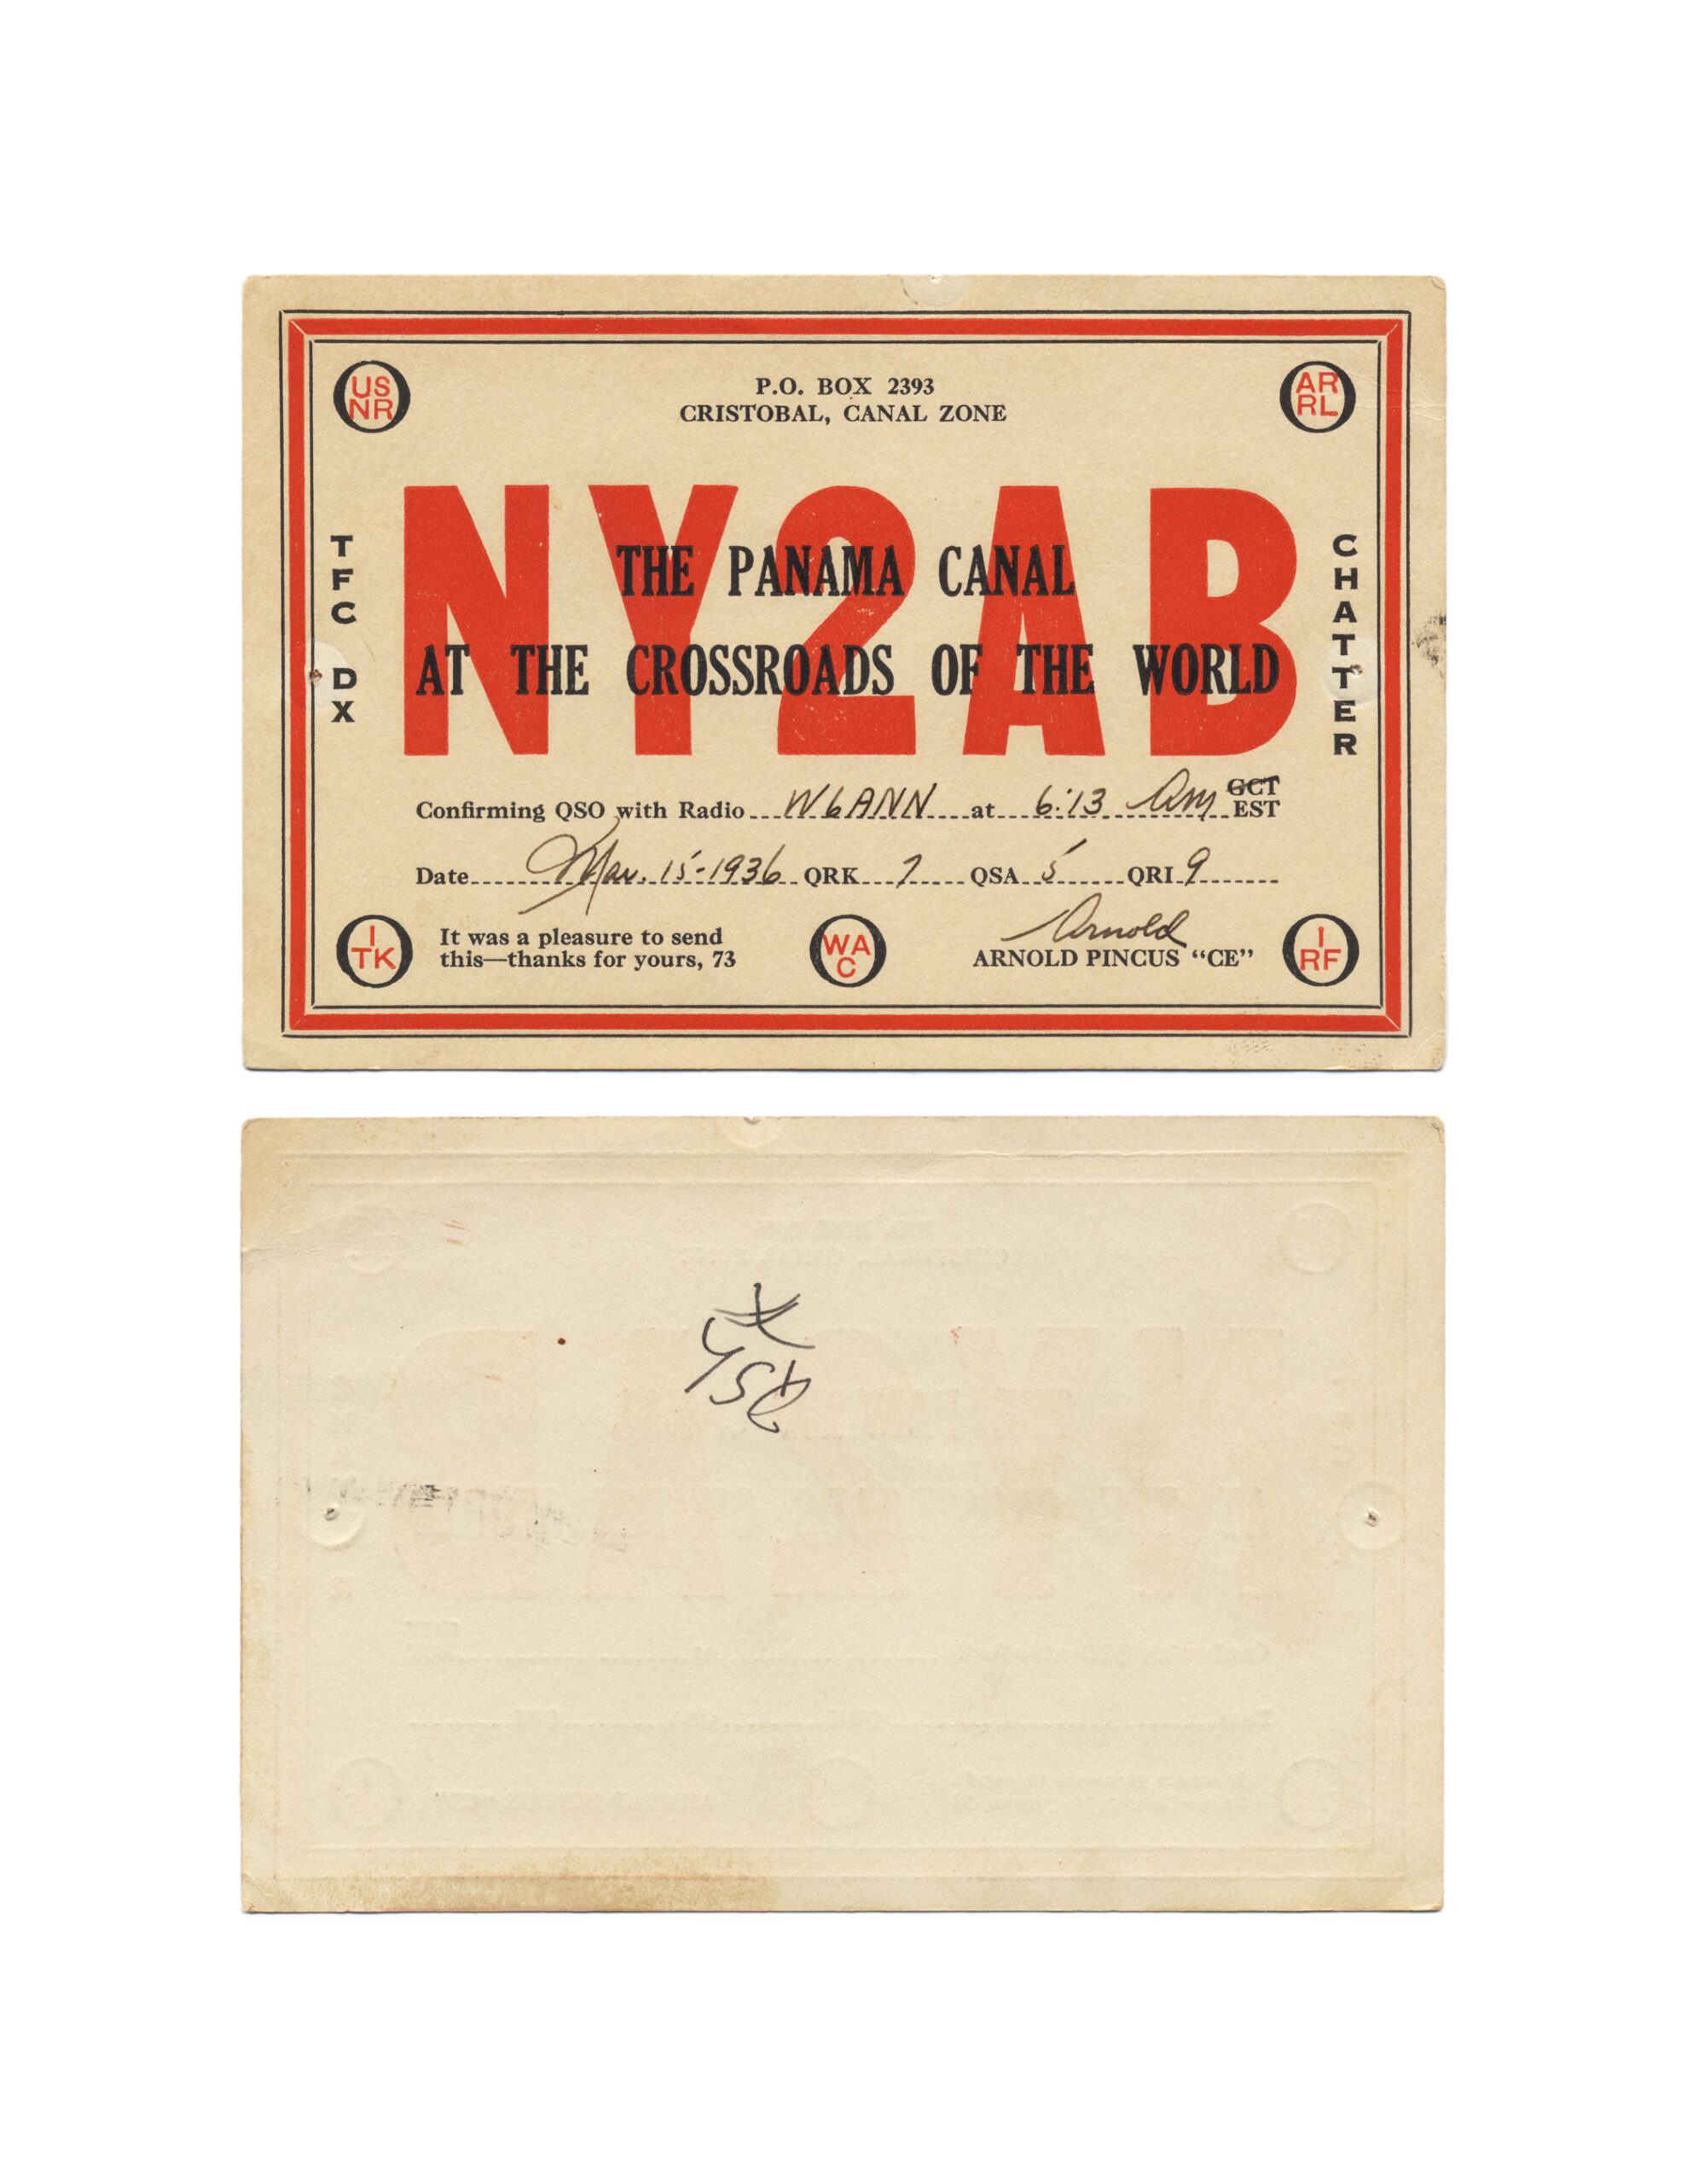 US
NR
P.O. BOX 2393
CRISTOBAL, CANAL ZONE
AR
RL
TFC DX
NY2AB
THE PANAMA CANAL
AT THE CROSSROADS OF THE WORLD
CHATTER
Confirming QSO with Radio W6ANN at 6:13 Am GCT
EST
Date Mar. 15-1936 QRK 7 QSA 5 QRI 9
I
TK
It was a pleasure to send
this—thanks for yours, 73
WA
C
Arnold
ARNOLD PINCUS “CE”
I
RF